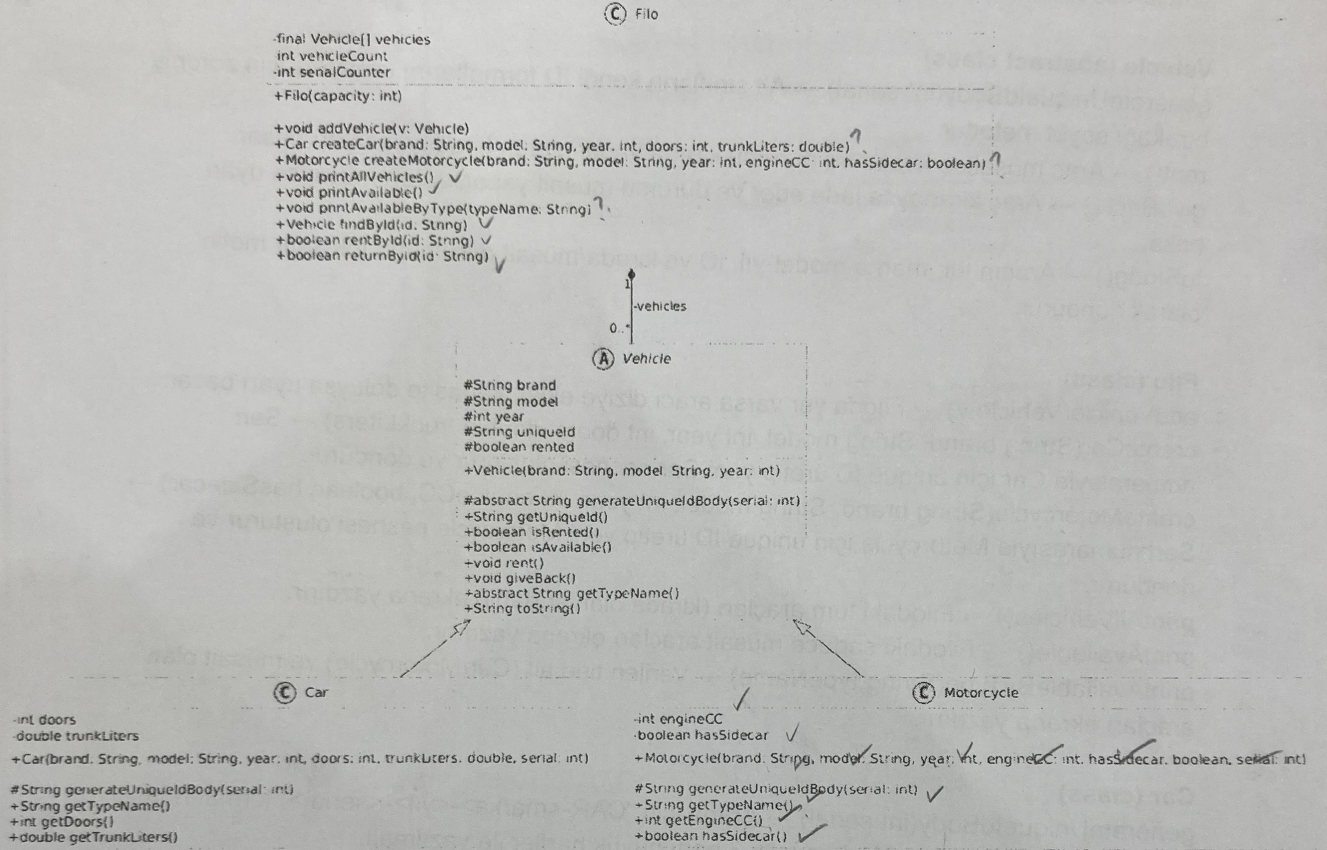 C Filo
-final Vehicle[] vehicles
int vehicleCount
-int serialCounter
+Filo(capacity: int)
+void addVehicle(v: Vehicle)
+Car createCar(brand: String, model: String, year: int, doors: int, trunkLiters: double) ?
+Motorcycle createMotorcycle(brand: String, model: String, year: int, engineCC: int, hasSidecar: boolean) ?
+void printAllVehicles()
+void printAvailable()
+void printAvailableByType(typeName: String) ?
+Vehicle findById(id: String)
+boolean rentById(id: String)
+boolean returnById(id: String)
1
-vehicles
0..*
A Vehicle
#String brand
#String model
#int year
#String uniqueId
#boolean rented
+Vehicle(brand: String, model: String, year: int)
#abstract String generateUniqueIdBody(serial: int)
+String getUniqueId()
+boolean isRented()
+boolean isAvailable()
+void rent()
+void giveBack()
+abstract String getTypeName()
+String toString()
C Car
-int doors
-double trunkLiters
+Car(brand: String, model: String, year: int, doors: int, trunkLiters: double, serial: int)
#String generateUniqueIdBody(serial: int)
+String getTypeName()
+int getDoors()
+double getTrunkLiters()
C Motorcycle
-int engineCC
-boolean hasSidecar
+Motorcycle(brand: String, model: String, year: int, engineCC: int, hasSidecar: boolean, serial: int)
#String generateUniqueIdBody(serial: int)
+String getTypeName()
+int getEngineCC()
+boolean hasSidecar()